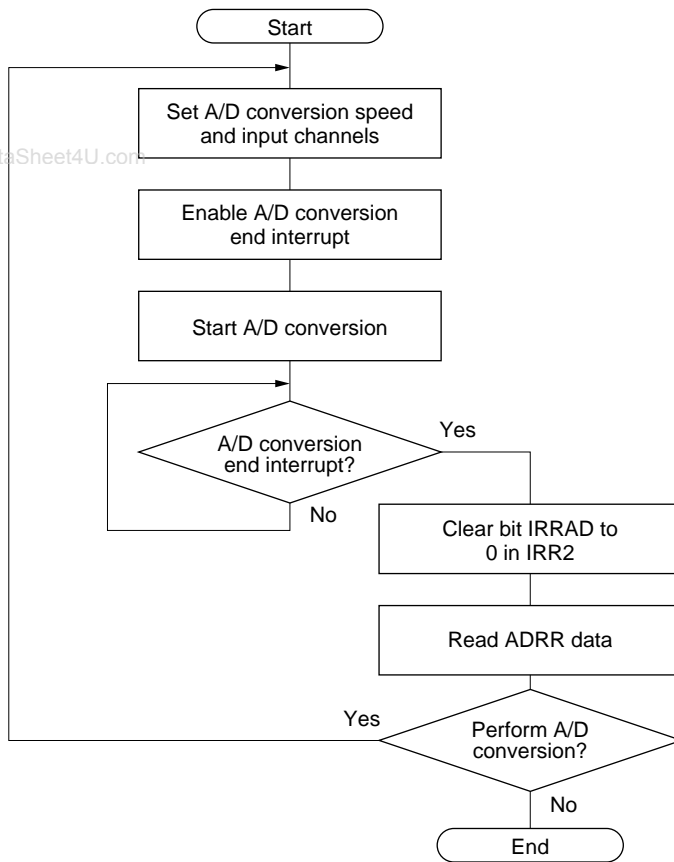 Start
Set A/D conversion speed
and input channels
taSheet4U.com
Enable A/D conversion
end interrupt
Start A/D conversion
A/D conversion
end interrupt?
Yes
No
Clear bit IRRAD to
0 in IRR2
Read ADRR data
Yes
Perform A/D
conversion?
No
End